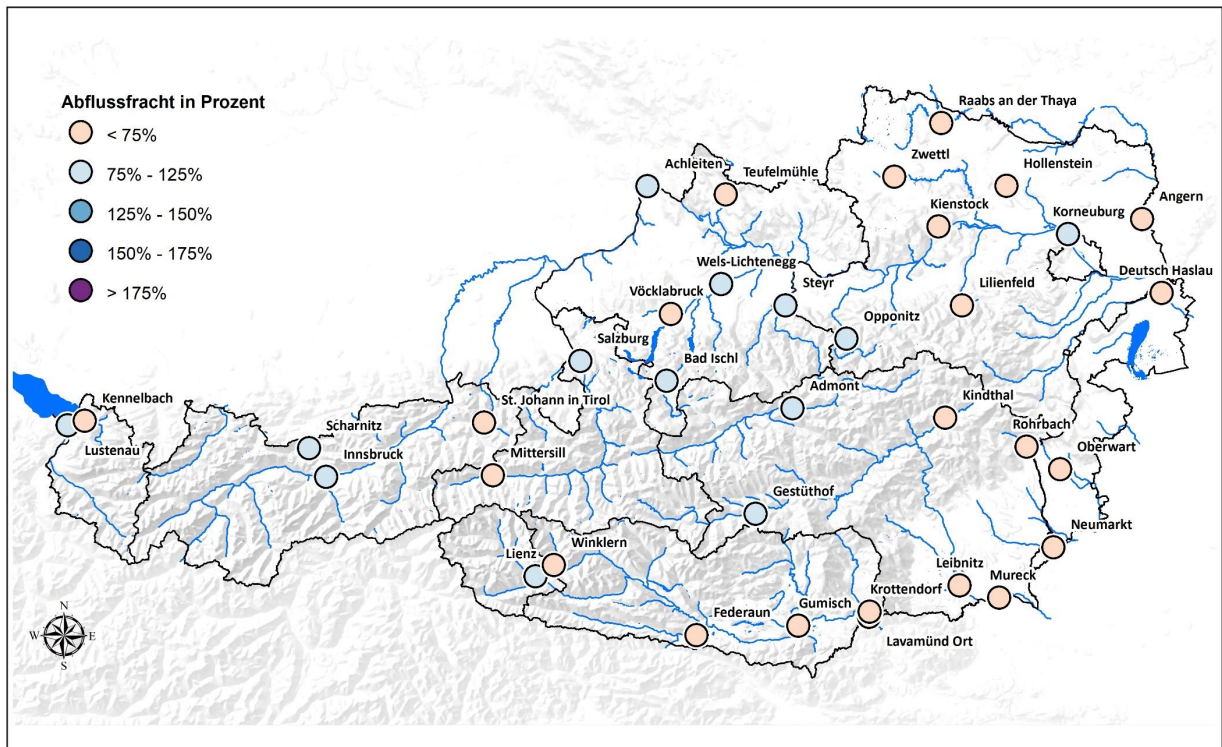 Abflussfracht in Prozent
< 75%
75% - 125%
125% - 150%
150% - 175%
> 175%
Raabs an der Thaya
Achleiten
Teufelmühle
Zwettl
Hollenstein
Kienstock
Angern
Korneuburg
Wels-Lichtenegg
Deutsch Haslau
Steyr
Lilienfeld
Vöcklabruck
Opponitz
Salzburg
Bad Ischl
Admont
Kennelbach
St. Johann in Tirol
Kindthal
Scharnitz
Rohrbach
Lustenau
Innsbruck
Mittersill
Oberwart
Gestüthof
Neumarkt
Winklern
Lienz
Leibnitz
Mureck
Krottendorf
Federaun
Gumisch
Lavamünd Ort
N
W
E
S